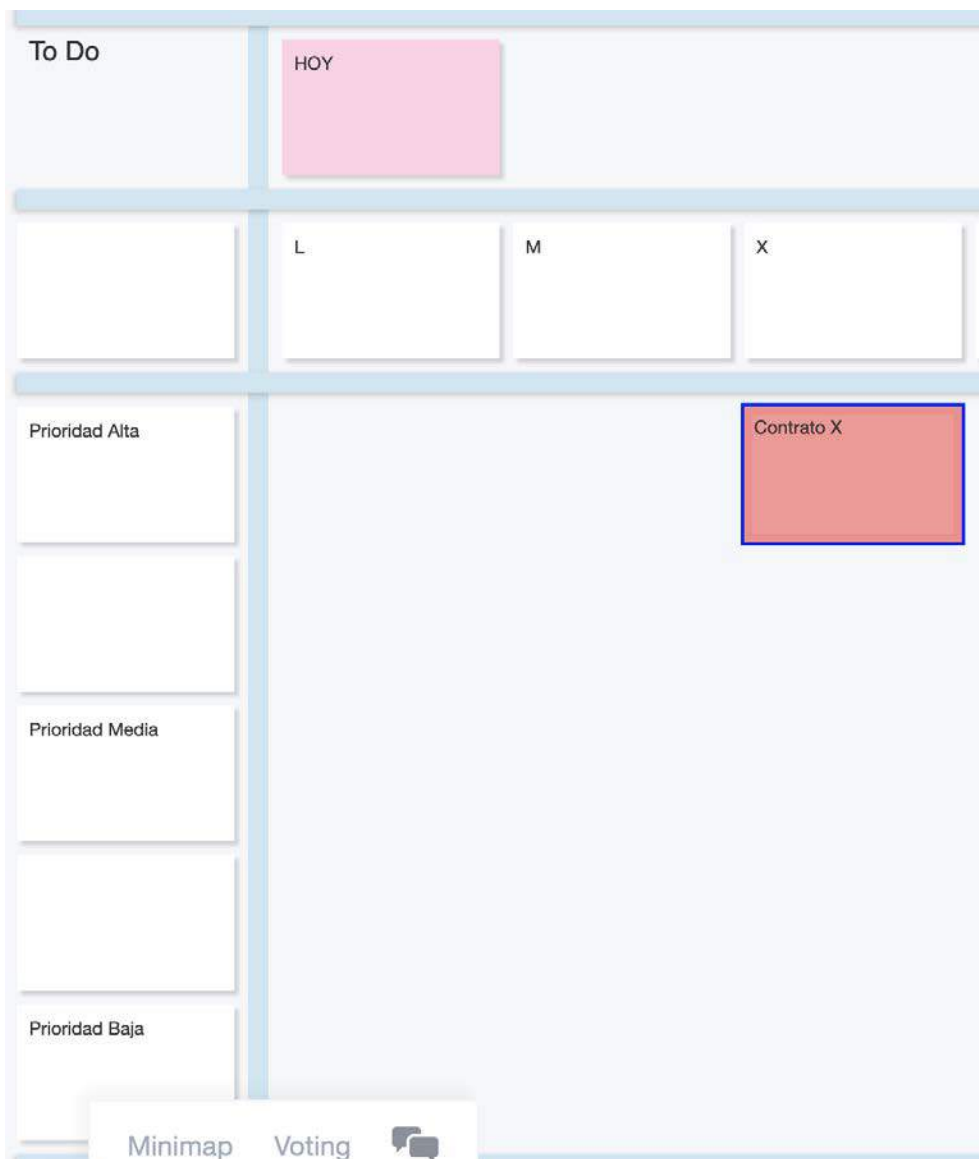 To Do
HOY
L
M
X
Prioridad Alta
Contrato X
Prioridad Media
Prioridad Baja
Minimap
Voting